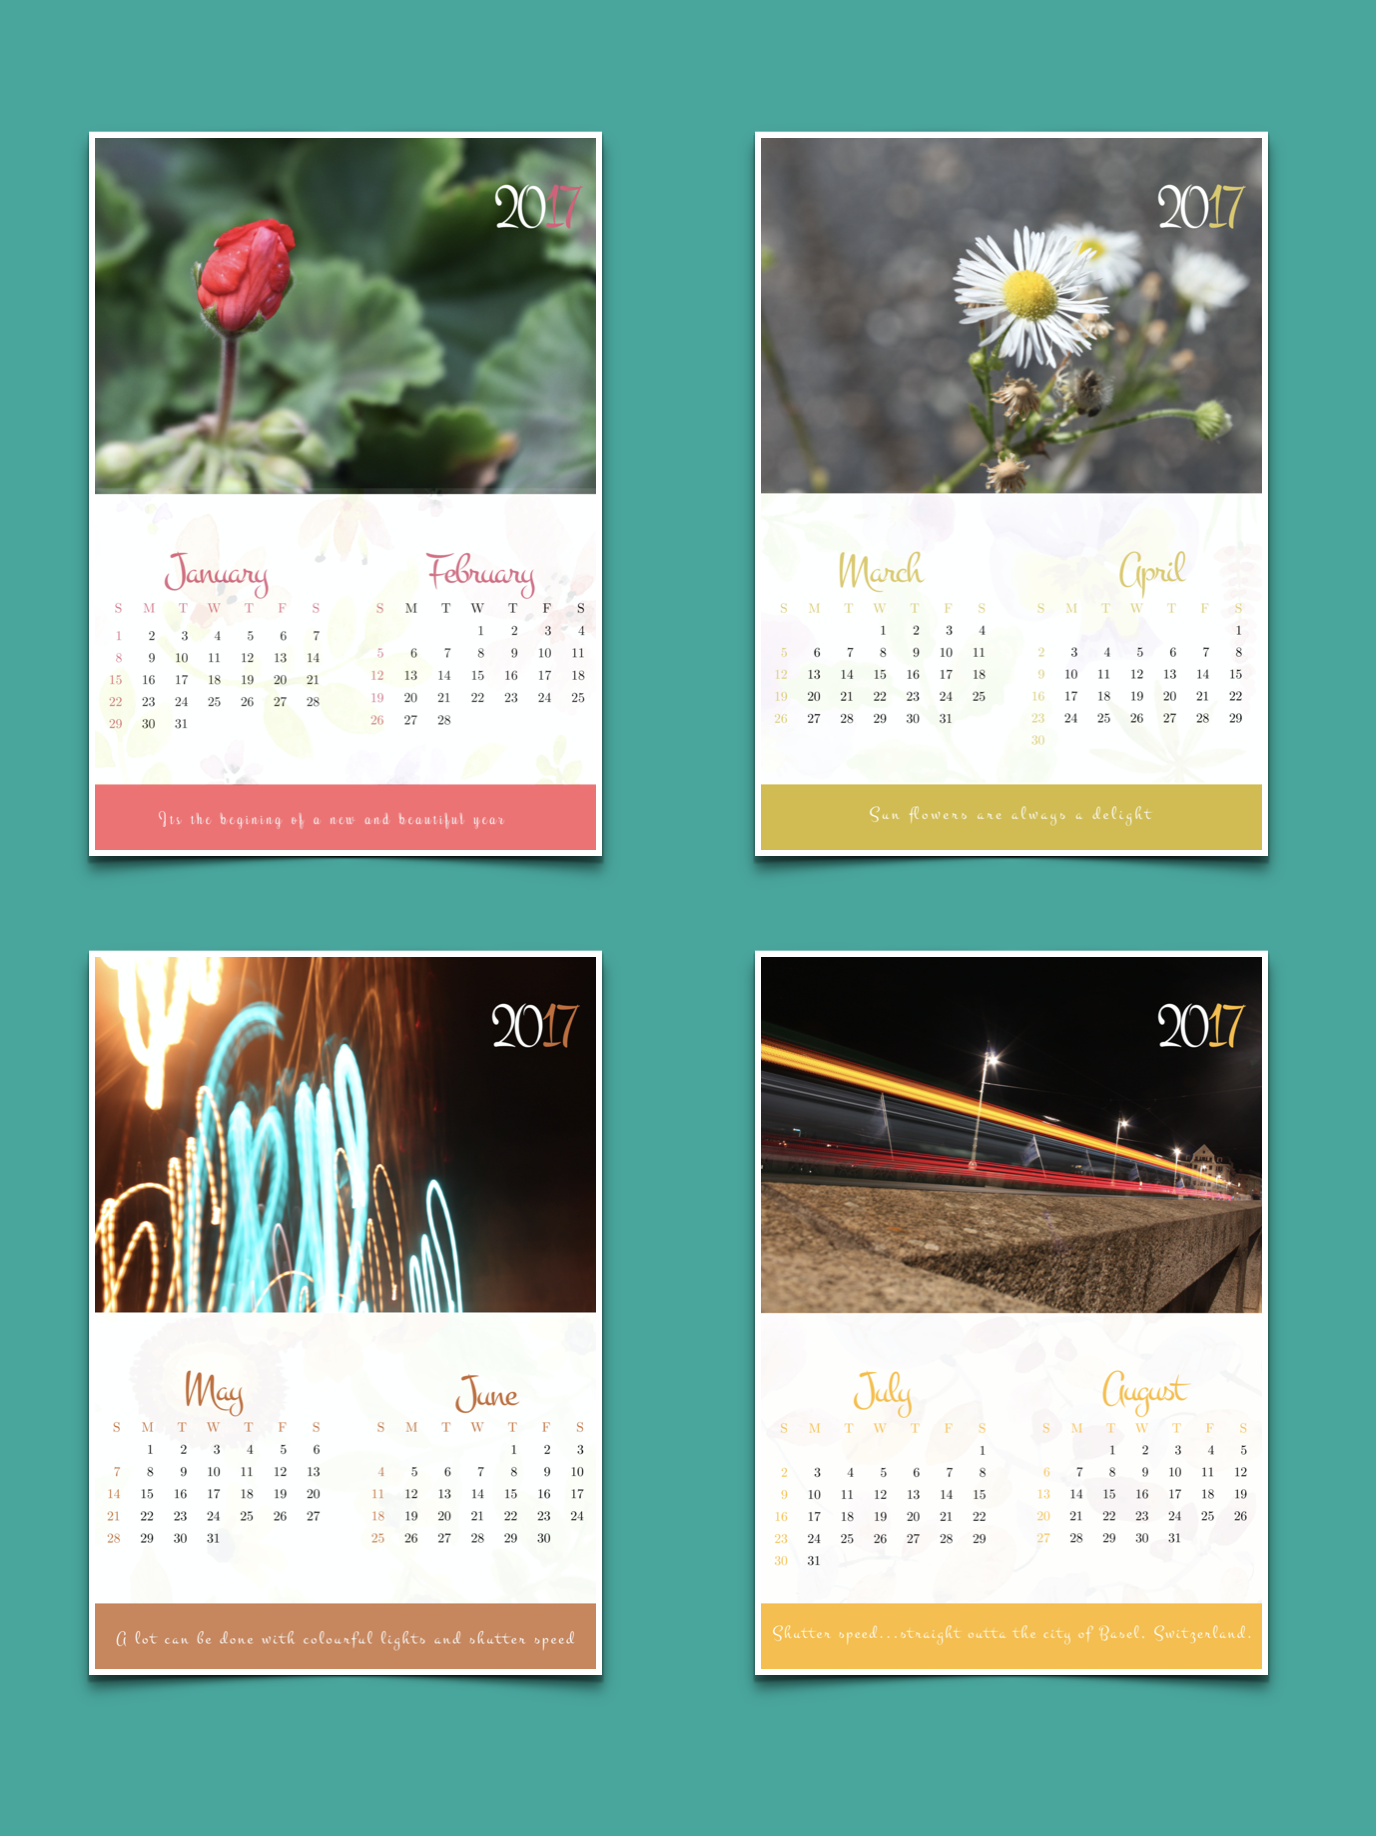 2017
January
S M T W T F S
1 2 3 4 5 6 7
8 9 10 11 12 13 14
15 16 17 18 19 20 21
22 23 24 25 26 27 28
29 30 31
February
S M T W T F S
1 2 3 4
5 6 7 8 9 10 11
12 13 14 15 16 17 18
19 20 21 22 23 24 25
26 27 28
Its the begining of a new and beautiful year
2017
March
S M T W T F S
1 2 3 4
5 6 7 8 9 10 11
12 13 14 15 16 17 18
19 20 21 22 23 24 25
26 27 28 29 30 31
April
S M T W T F S
1
2 3 4 5 6 7 8
9 10 11 12 13 14 15
16 17 18 19 20 21 22
23 24 25 26 27 28 29
30
Sun flowers are always a delight
2017
May
S M T W T F S
1 2 3 4 5 6
7 8 9 10 11 12 13
14 15 16 17 18 19 20
21 22 23 24 25 26 27
28 29 30 31
June
S M T W T F S
1 2 3
4 5 6 7 8 9 10
11 12 13 14 15 16 17
18 19 20 21 22 23 24
25 26 27 28 29 30
A lot can be done with colourful lights and shutter speed
2017
July
S M T W T F S
1
2 3 4 5 6 7 8
9 10 11 12 13 14 15
16 17 18 19 20 21 22
23 24 25 26 27 28 29
30 31
August
S M T W T F S
1 2 3 4 5
6 7 8 9 10 11 12
13 14 15 16 17 18 19
20 21 22 23 24 25 26
27 28 29 30 31
Shutter speed...straight outta the city of Basel. Switzerland.